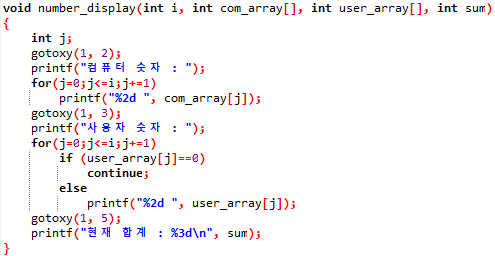 void number_display(int i, int com_array[], int user_array[], int sum)
{
    int j;
    gotoxy(1, 2);
    printf("컴퓨터 숫자 : ");
    for(j=0;j<=i;j+=1)
        printf("%2d ", com_array[j]);
    gotoxy(1, 3);
    printf("사용자 숫자 : ");
    for(j=0;j<=i;j+=1)
        if (user_array[j]==0)
            continue;
        else
            printf("%2d ", user_array[j]);
    gotoxy(1, 5);
    printf("현재 합계 : %3d\n", sum);
}